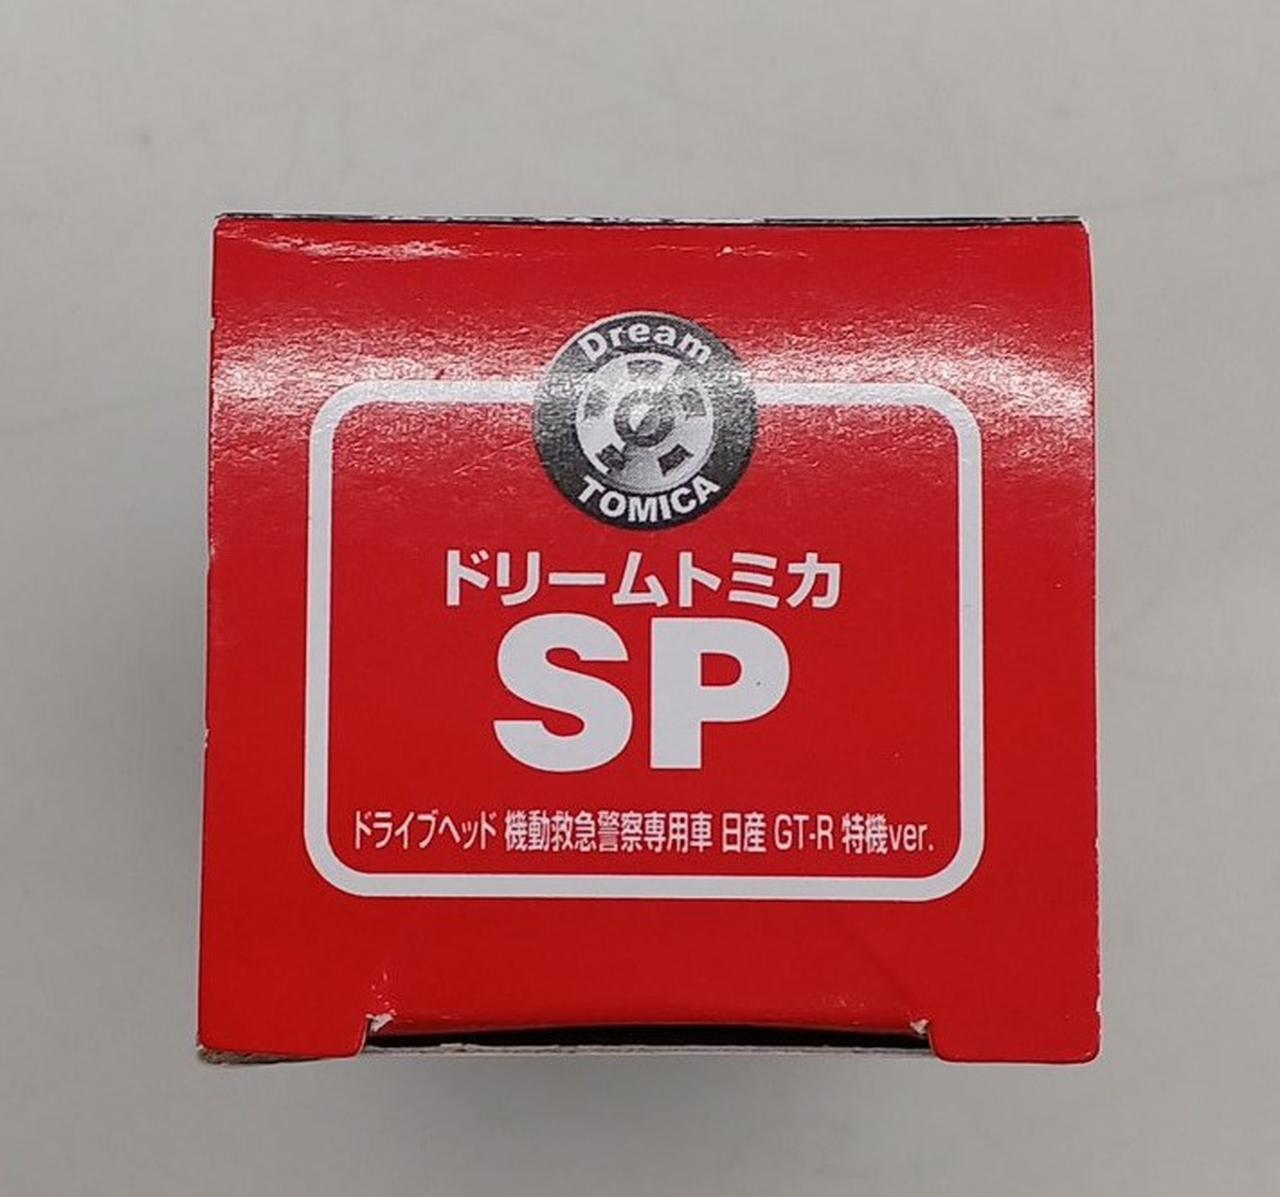 Dream
TOMICA
ドリームトミカ
SP
ドライブヘッド 機動救急警察専用車 日産 GT-R 特機ver.